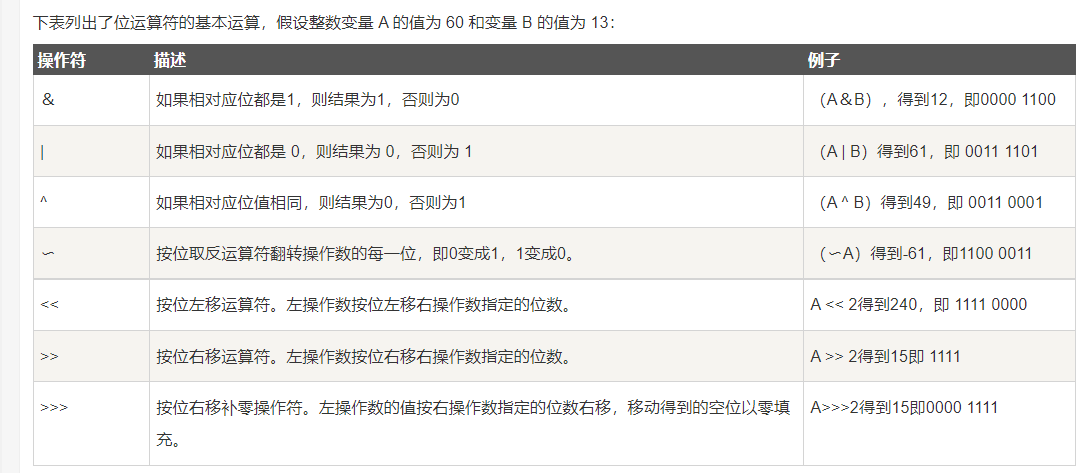 下表列出了位运算符的基本运算，假设整数变量 A 的值为 60 和变量 B 的值为 13：
操作符 描述 例子
＆ 如果相对应位都是1，则结果为1，否则为0 （A＆B），得到12，即0000 1100
| 如果相对应位都是 0，则结果为 0，否则为 1 （A | B）得到61，即 0011 1101
^ 如果相对应位值相同，则结果为0，否则为1 （A ^ B）得到49，即 0011 0001
〜 按位取反运算符翻转操作数的每一位，即0变成1，1变成0。 （〜A）得到-61，即1100 0011
<< 按位左移运算符。左操作数按位左移右操作数指定的位数。 A << 2得到240，即 1111 0000
>> 按位右移运算符。左操作数按位右移右操作数指定的位数。 A >> 2得到15即 1111
>>> 按位右移补零操作符。左操作数的值按右操作数指定的位数右移，移动得到的空位以零填 A>>>2得到15即0000 1111
充。